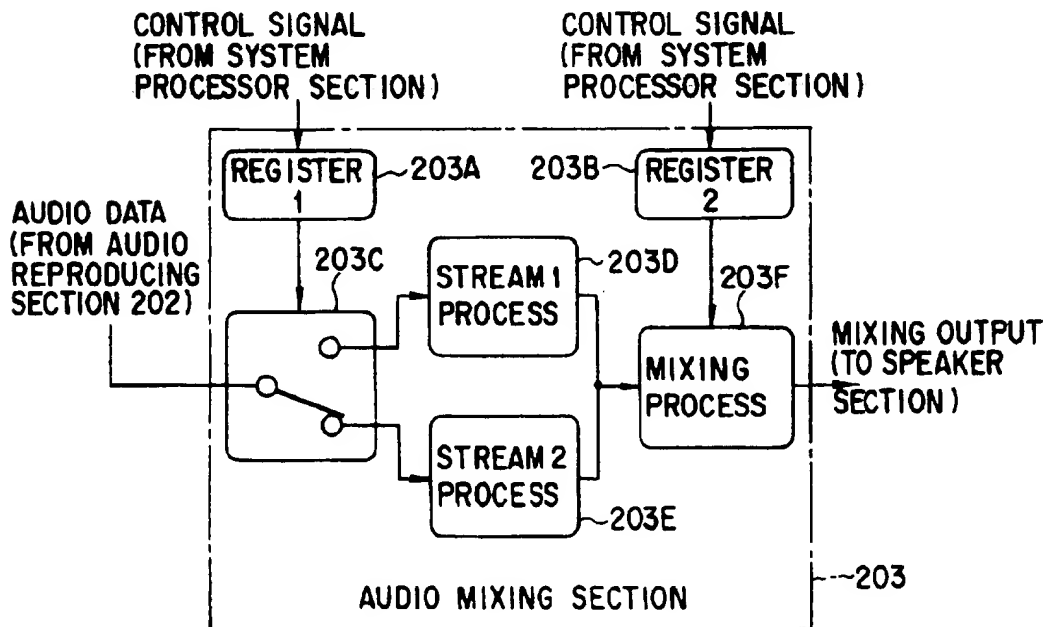 CONTROL SIGNAL
(FROM SYSTEM
PROCESSOR SECTION)
CONTROL SIGNAL
(FROM SYSTEM
PROCESSOR SECTION)
REGISTER
1
203A
203B
REGISTER
2
AUDIO DATA
(FROM AUDIO
REPRODUCING
SECTION 202)
203C
STREAM 1
PROCESS
203D
203F
MIXING
PROCESS
MIXING OUTPUT
(TO SPEAKER
SECTION)
STREAM 2
PROCESS
203E
203
AUDIO MIXING SECTION